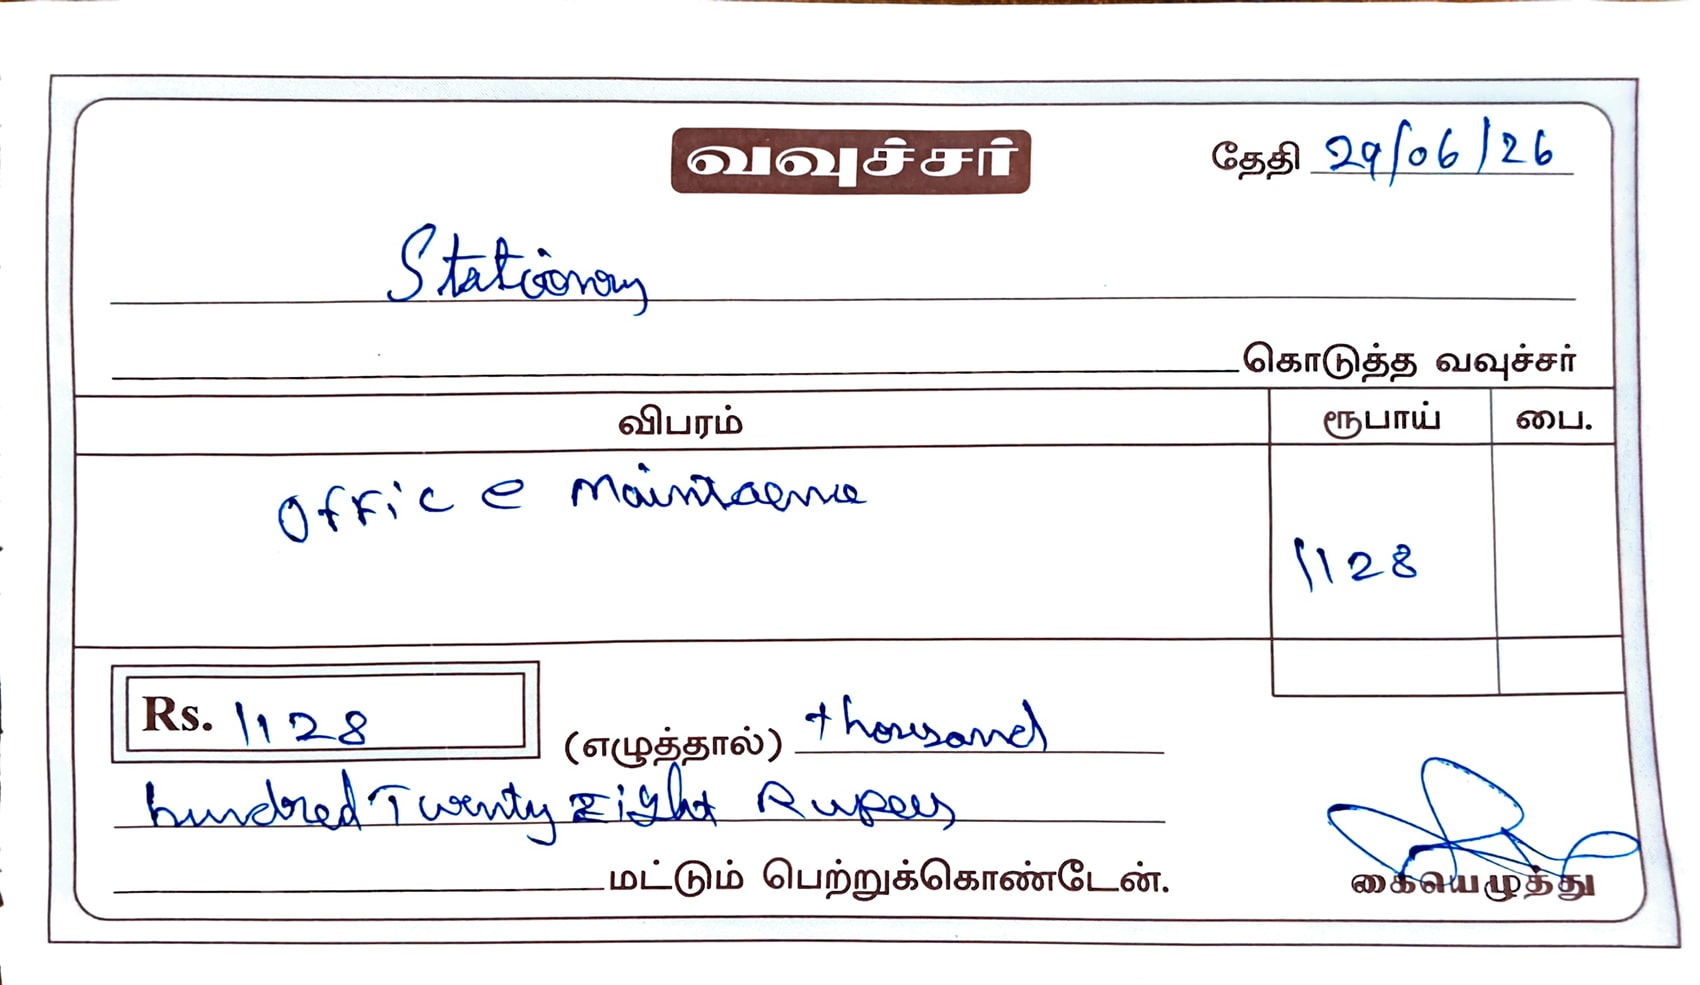 வவுச்சர்
தேதி 29/06/26
Stationary
கொடுத்த வவுச்சர்
விபரம் ரூபாய் பை.
Office Maintaence
1128
Rs. 1128 (எழுத்தால்) thousand
hundred Twenty Eight Rupees
மட்டும் பெற்றுக்கொண்டேன்.
கையெழுத்து